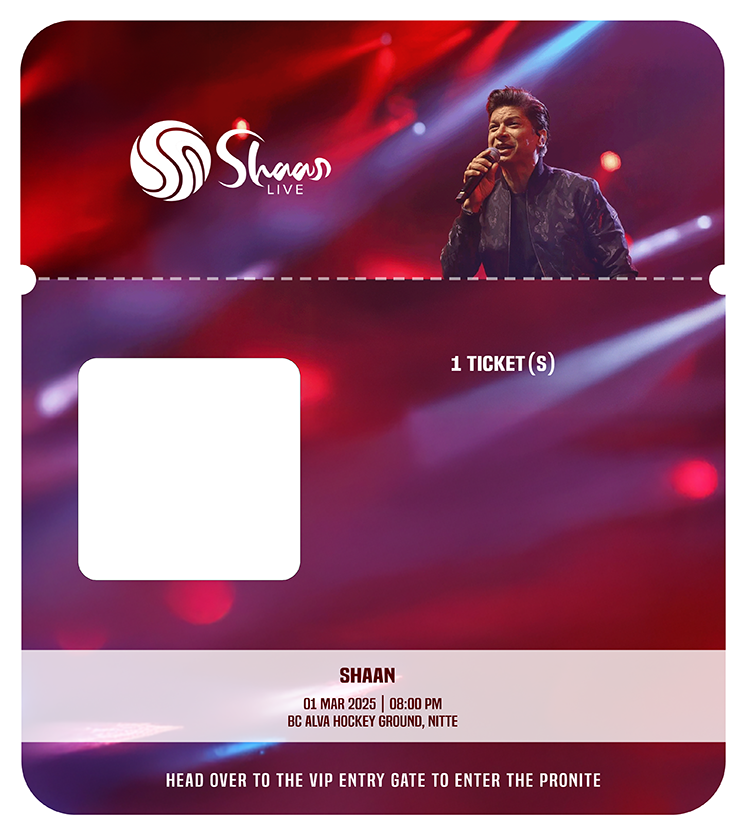 Shaan
LIVE
1 TICKET(S)
SHAAN
01 MAR 2025 | 08:00 PM
BC ALVA HOCKEY GROUND, NITTE
HEAD OVER TO THE VIP ENTRY GATE TO ENTER THE PRONITE